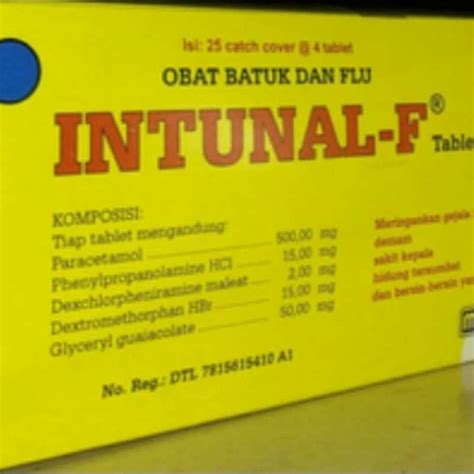 Isi: 25 catch cover @ 4 tablet
OBAT BATUK DAN FLU
INTUNAL-F®
Tablet
KOMPOSISI:
Tiap tablet mengandung:
Paracetamol 500,00 mg
Phenylpropanolamine HCl 15,00 mg
Dexchlorpheniramine maleat 2,00 mg
Dextromethorphan HBr 15,00 mg
Glyceryl guaiacolate 50,00 mg
Meringankan gejala
demam
sakit kepala
hidung tersumbat
dan bersin-bersin
No. Reg.: DTL 7815615410 A1